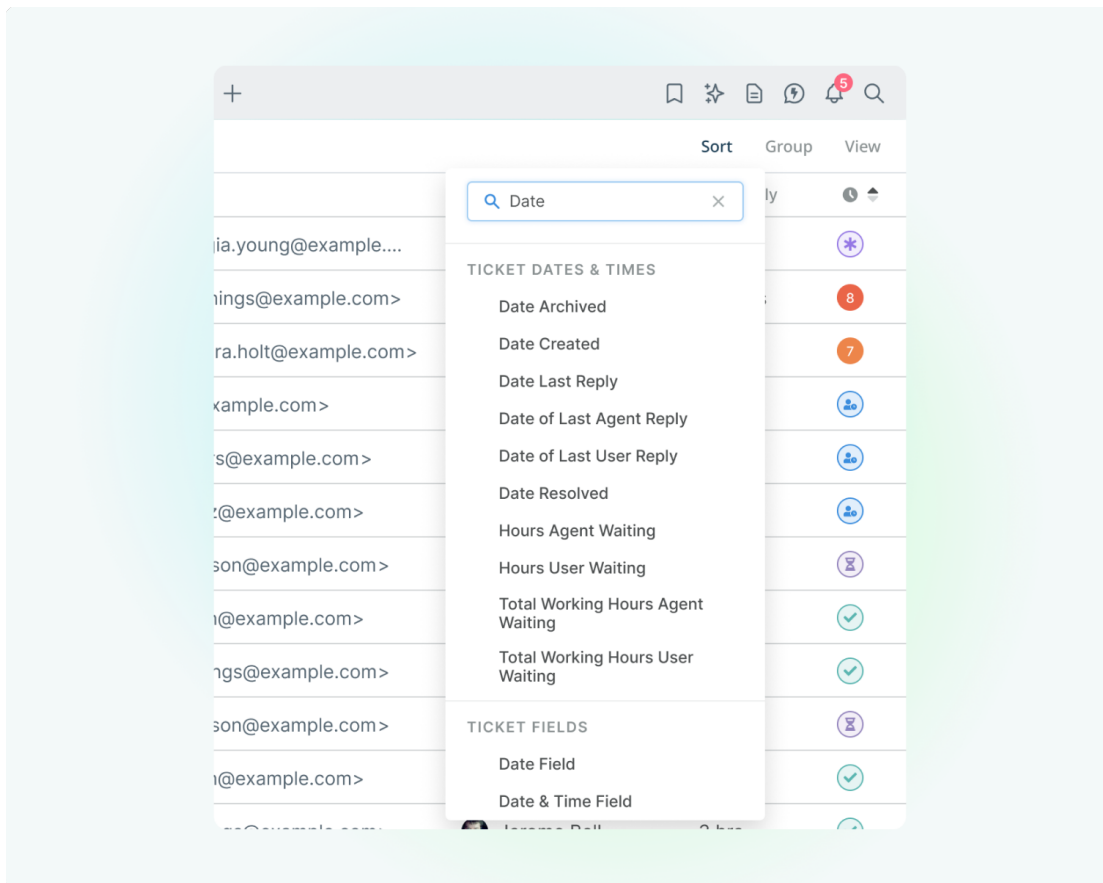 5
Sort Group View
Date
ly
gia.young@example....
TICKET DATES & TIMES
nings@example.com>
Date Archived
8
Date Created
ra.holt@example.com>
7
Date Last Reply
xample.com>
Date of Last Agent Reply
rs@example.com>
Date of Last User Reply
Date Resolved
z@example.com>
Hours Agent Waiting
son@example.com>
Hours User Waiting
Total Working Hours Agent
Waiting
n@example.com>
Total Working Hours User
Waiting
ngs@example.com>
TICKET FIELDS
son@example.com>
Date Field
n@example.com>
Date & Time Field